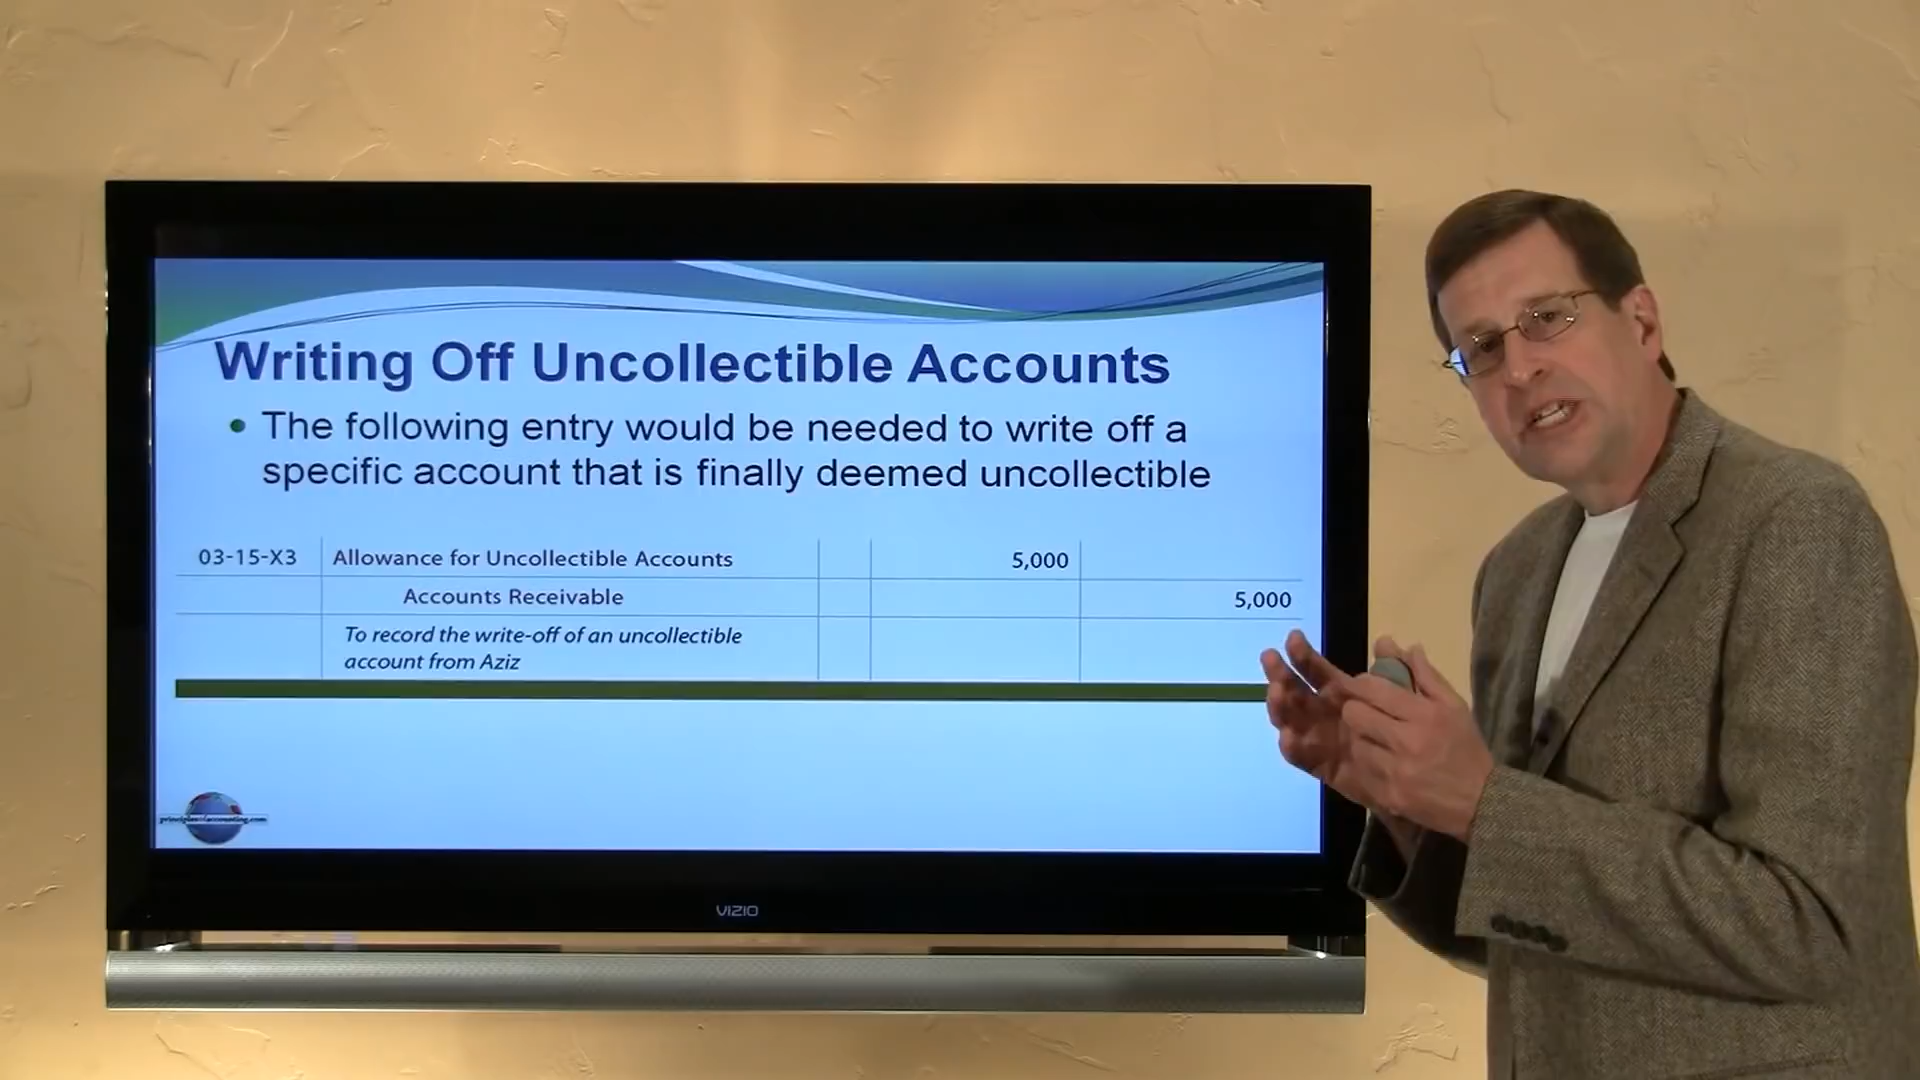 Writing Off Uncollectible Accounts
• The following entry would be needed to write off a
specific account that is finally deemed uncollectible
03-15-X3 Allowance for Uncollectible Accounts 5,000
Accounts Receivable 5,000
To record the write-off of an uncollectible
account from Aziz
principlesofaccounting.com
VIZIO